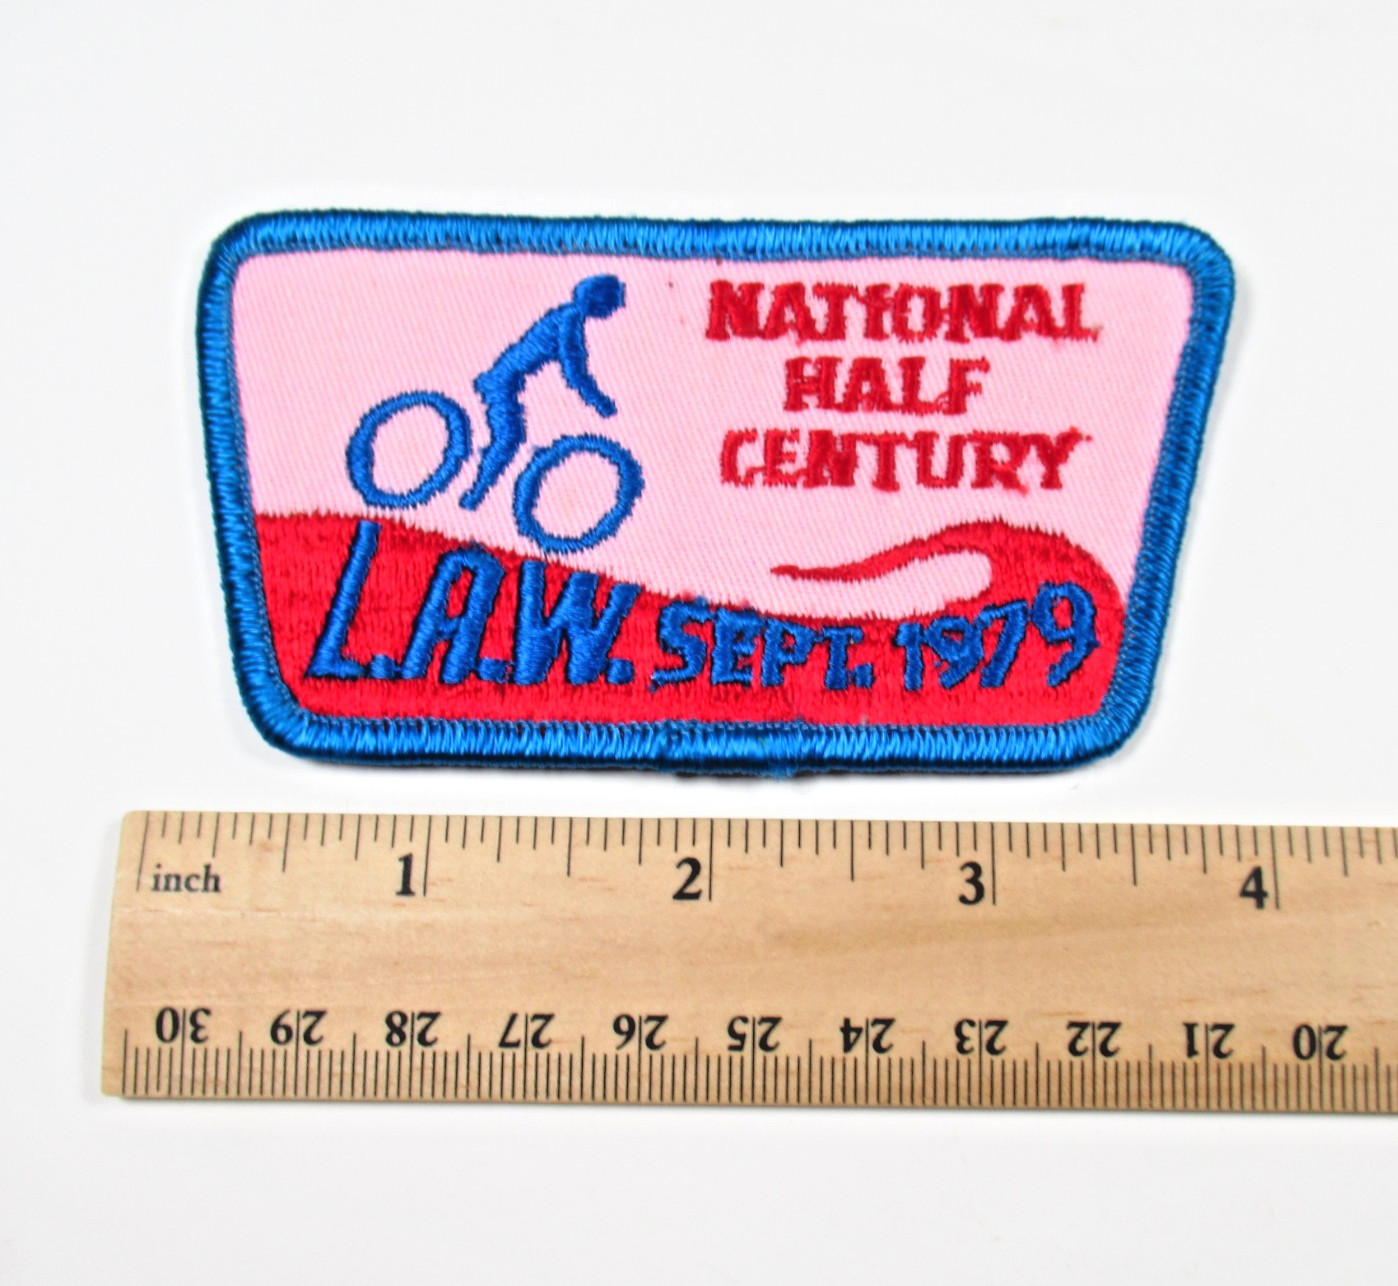 NATIONAL
HALF
CENTURY
L.A.W. SEPT. 1979
inch 1 2 3 4
30 29 28 27 26 25 24 23 22 21 20